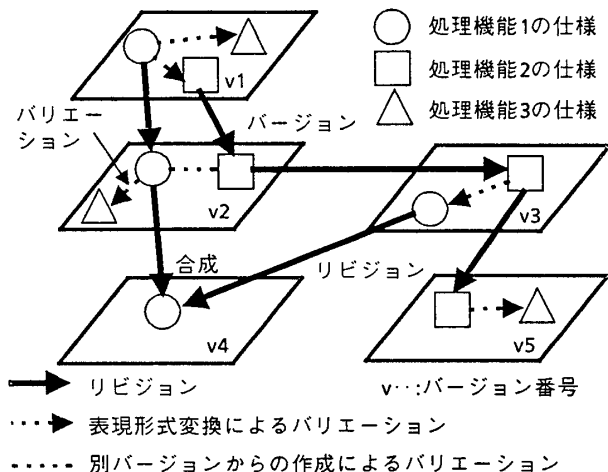 処理機能1の仕様
処理機能2の仕様
処理機能3の仕様
v1
バリエー
ション
バージョン
v2
v3
合成
リビジョン
v4
v5
リビジョン
v‥:バージョン番号
表現形式変換によるバリエーション
別バージョンからの作成によるバリエーション